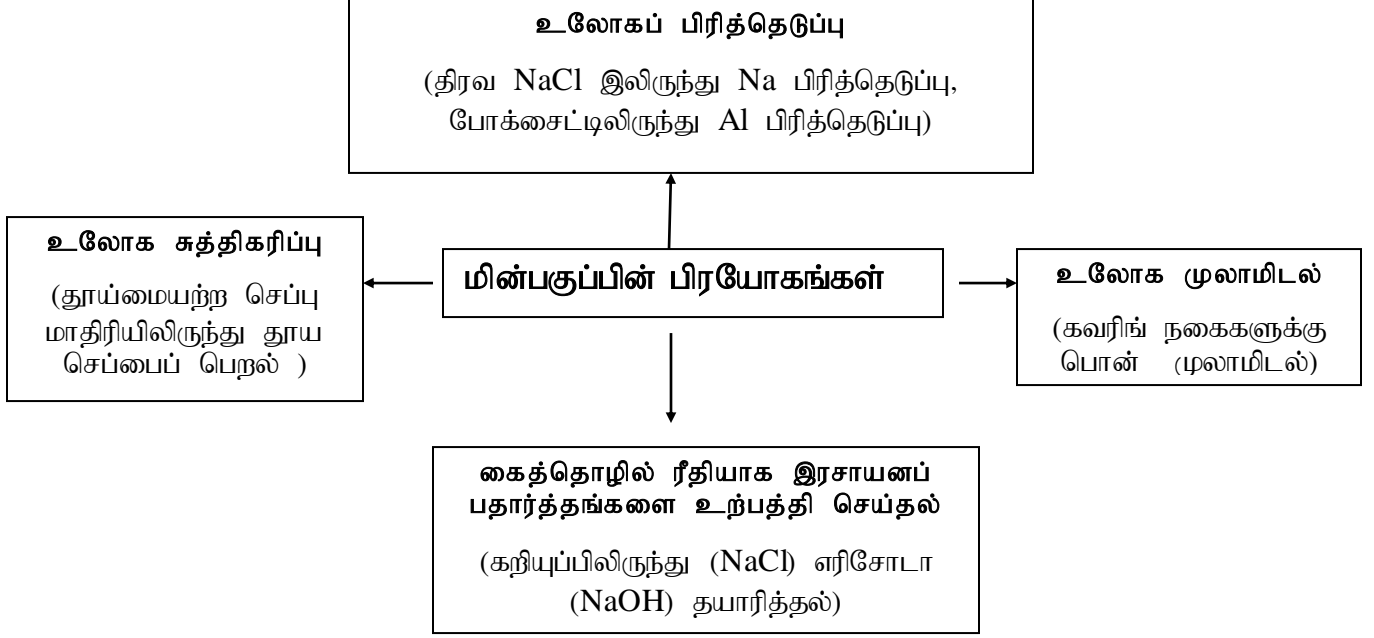 உலோகப் பிரித்தெடுப்பு
(திரவ NaCl இலிருந்து Na பிரித்தெடுப்பு,
போக்சைட்டிலிருந்து Al பிரித்தெடுப்பு)
உலோக சுத்திகரிப்பு
(தூய்மையற்ற செப்பு
மாதிரியிலிருந்து தூய
செப்பைப் பெறல் )
மின்பகுப்பின் பிரயோகங்கள்
உலோக முலாமிடல்
(கவரிங் நகைகளுக்கு
பொன் முலாமிடல்)
கைத்தொழில் ரீதியாக இரசாயனப்
பதார்த்தங்களை உற்பத்தி செய்தல்
(கறியுப்பிலிருந்து (NaCl) எரிசோடா
(NaOH) தயாரித்தல்)